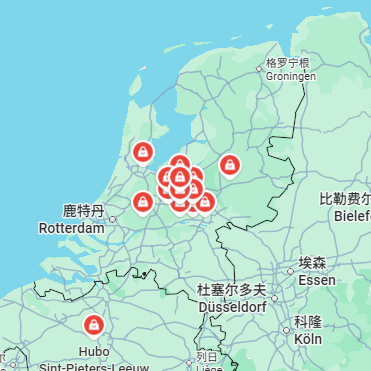 格罗宁根
Groningen
鹿特丹
Rotterdam
比勒费尔
Bielefe
埃森
Essen
杜塞尔多夫
Düsseldorf
科隆
Köln
Hubo
Sint-Pieters-Leeuw
列日
Liège